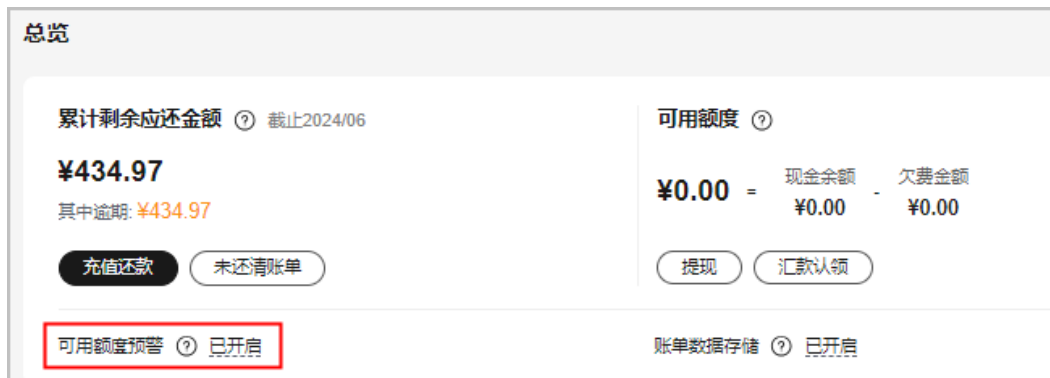 总览
累计剩余应还金额 ? 截止2024/06
¥434.97
其中逾期: ¥434.97
充值还款 未还清账单
可用额度 ?
¥0.00 = 现金余额 ¥0.00 - 欠费金额 ¥0.00
提现 汇款认领
可用额度预警 ? 已开启
账单数据存储 ? 已开启